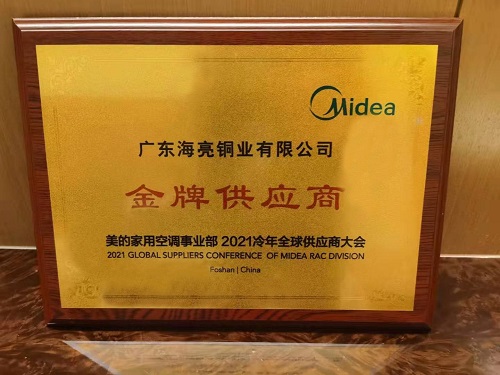 Midea
广东海亮铜业有限公司
金牌供应商
美的家用空调事业部 2021冷年全球供应商大会
2021 GLOBAL SUPPLIERS CONFERENCE OF MIDEA RAC DIVISION
Foshan | China